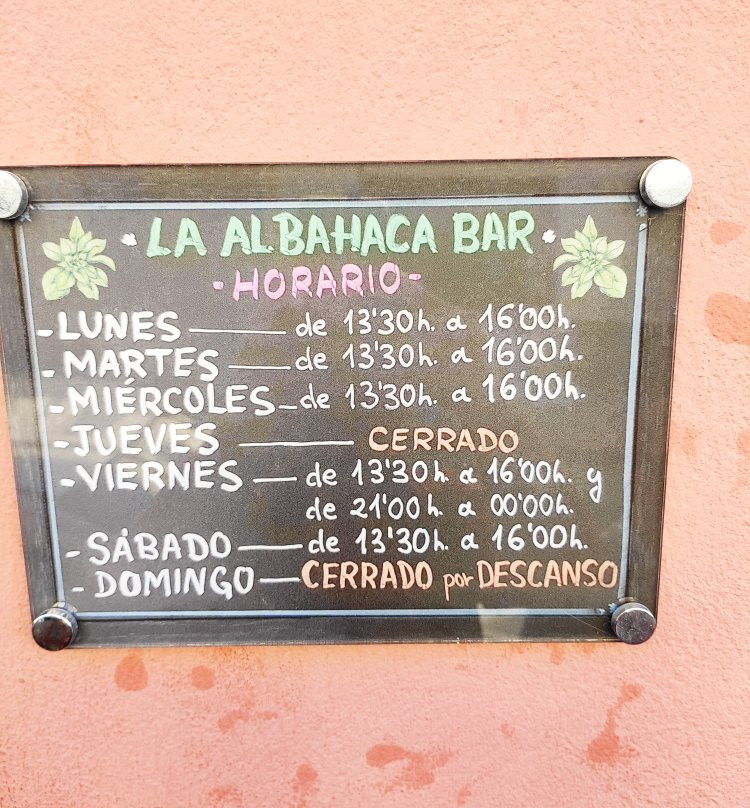 LA ALBAHACA BAR
-HORARIO-
-LUNES — de 13'30h. a 16'00h.
-MARTES — de 13'30h. a 16'00h.
-MIÉRCOLES - de 13'30h. a 16'00h.
-JUEVES — CERRADO
-VIERNES — de 13'30h. a 16'00h. y
de 21'00h. a 00'00h.
-SÁBADO — de 13'30h. a 16'00h.
-DOMINGO — CERRADO por DESCANSO